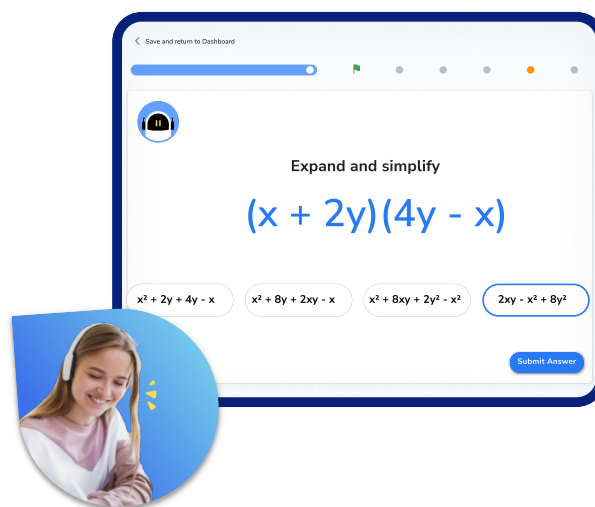 Save and return to Dashboard
Expand and simplify
(x + 2y)(4y - x)
x² + 2y + 4y - x
x² + 8y + 2xy - x
x² + 8xy + 2y² - x²
2xy - x² + 8y²
Submit Answer